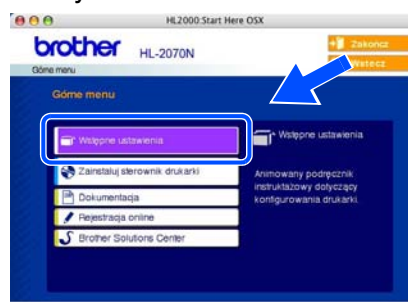 HL2000:Start Here OSX
brother HL-2070N
Zakończ
Wstecz
Górne menu
Górne menu
Wstępne ustawienia
Zainstaluj sterownik drukarki
Dokumentacja
Rejestracja online
Brother Solutions Center
Wstępne ustawienia
Animowany podręcznik
instruktażowy dotyczący
konfigurowania drukarki.